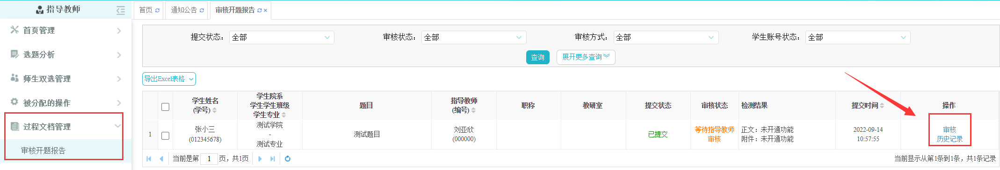 指导教师
首页
通知公告
审核开题报告
首页管理
选题分析
师生双选管理
被分配的操作
过程文档管理
审核开题报告
提交状态： 全部
审核状态： 全部
审核方式： 全部
学生账号状态： 全部
查询
展开更多查询
导出Excel表格
学生姓名
(学号)
学生院系
学生学生班级
学生专业
题目
指导教师
(编号)
职称
教研室
提交状态
审核状态
检测结果
提交时间
操作
1
张小三
(012345678)
测试学院
-
测试专业
测试题目
刘亚欣
(000000)
已提交
等待指导教师
审核
正文：未开通功能
附件：未开通功能
2022-09-14
10:57:55
审核
历史记录
当前是第 1 页，共1页
当前显示从第1条到1条，共1条记录